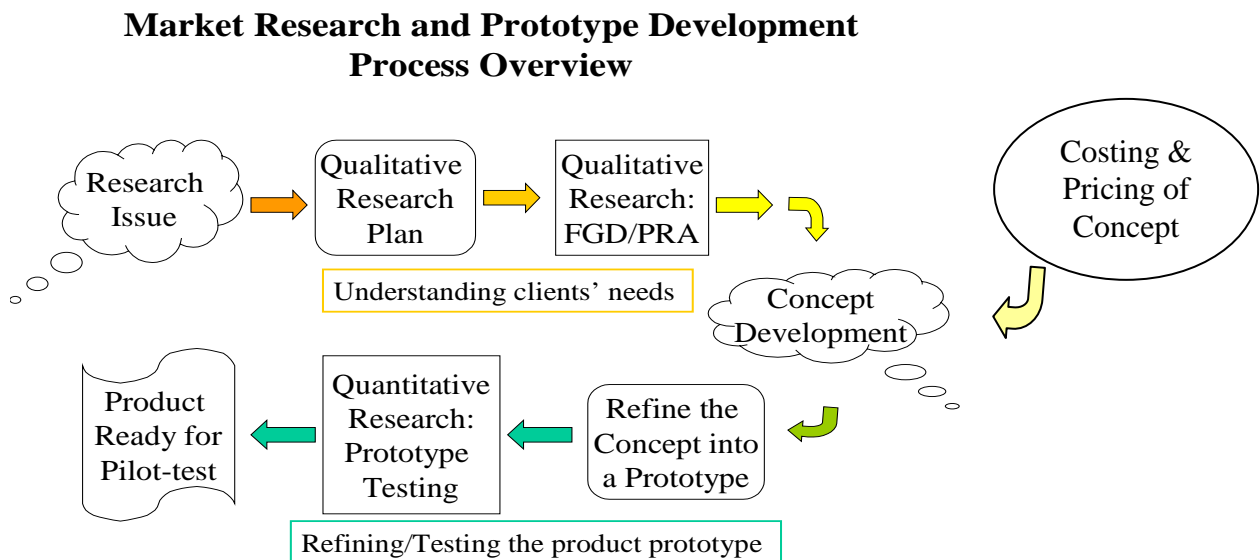 Market Research and Prototype Development
Process Overview
Research
Issue
Qualitative
Research
Plan
Qualitative
Research:
FGD/PRA
Costing &
Pricing of
Concept
Understanding clients’ needs
Concept
Development
Product
Ready for
Pilot-test
Quantitative
Research:
Prototype
Testing
Refine the
Concept into
a Prototype
Refining/Testing the product prototype